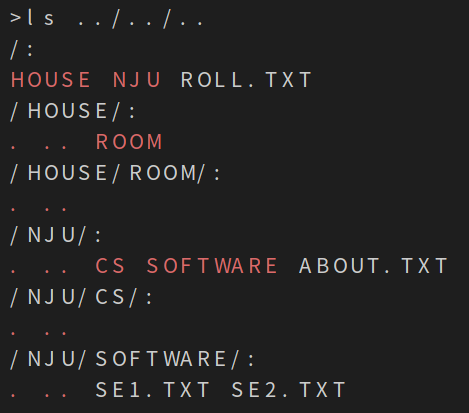 >ls ../../..
/:
HOUSE NJU ROLL.TXT
/HOUSE/:
. .. ROOM
/HOUSE/ROOM/:
. ..
/NJU/:
. .. CS SOFTWARE ABOUT.TXT
/NJU/CS/:
. ..
/NJU/SOFTWARE/:
. .. SE1.TXT SE2.TXT